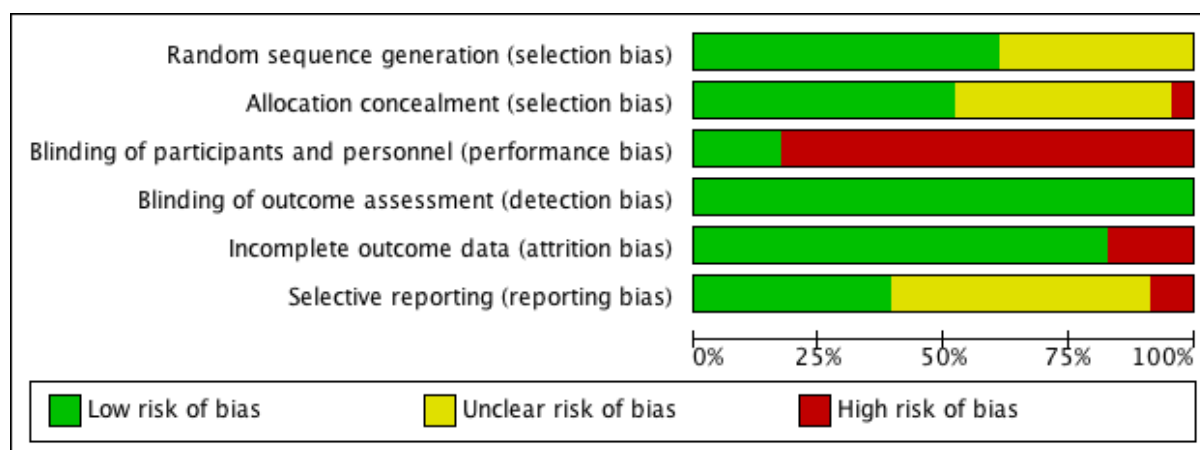 Random sequence generation (selection bias)
Allocation concealment (selection bias)
Blinding of participants and personnel (performance bias)
Blinding of outcome assessment (detection bias)
Incomplete outcome data (attrition bias)
Selective reporting (reporting bias)
0% 25% 50% 75% 100%
Low risk of bias Unclear risk of bias High risk of bias